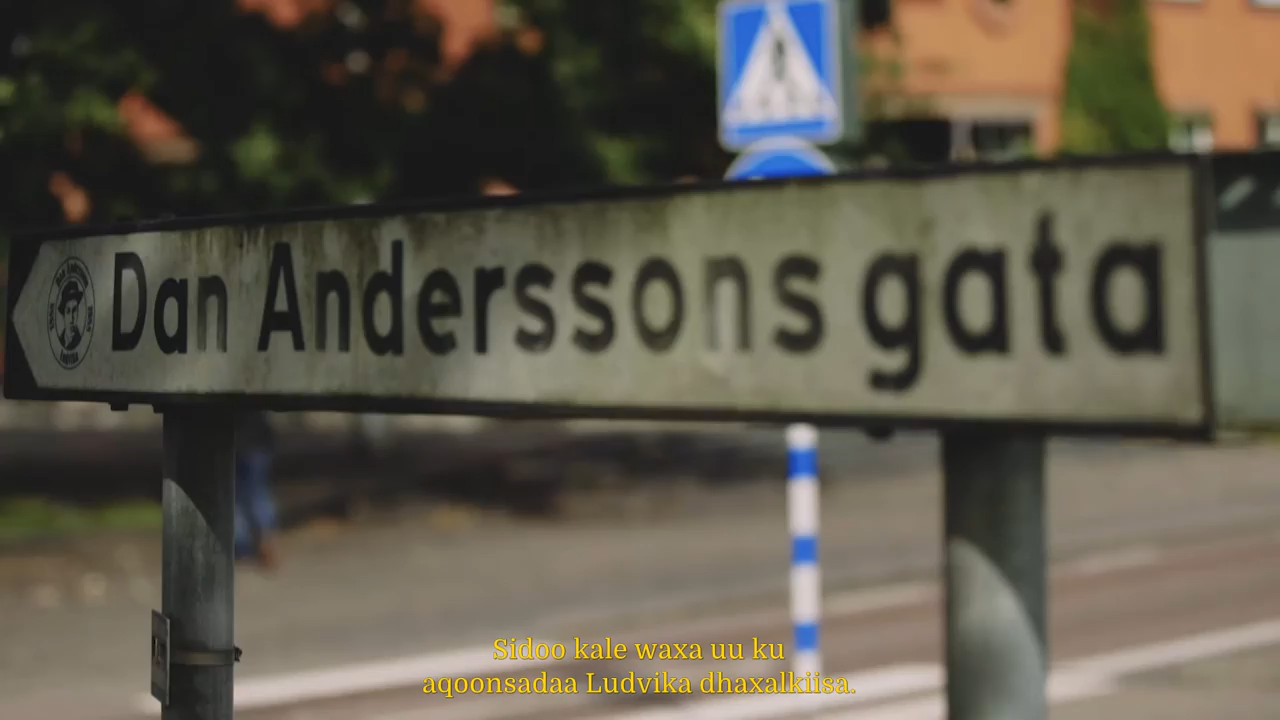 Dan Anderssons gata
Sidoo kale waxa uu ku
aqoonsadaa Ludvika dhaxalkiisa.